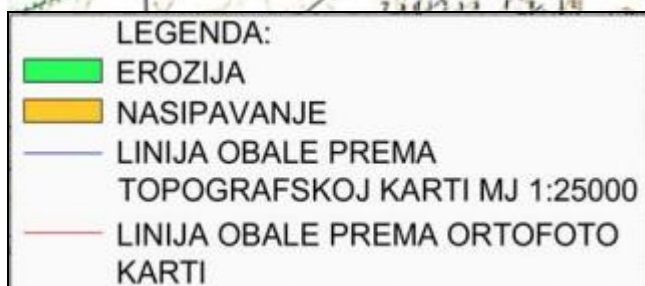 LEGENDA:
EROZIJA
NASIPAVANJE
LINIJA OBALE PREMA
TOPOGRAFSKOJ KARTI MJ 1:25000
LINIJA OBALE PREMA ORTOFOTO
KARTI